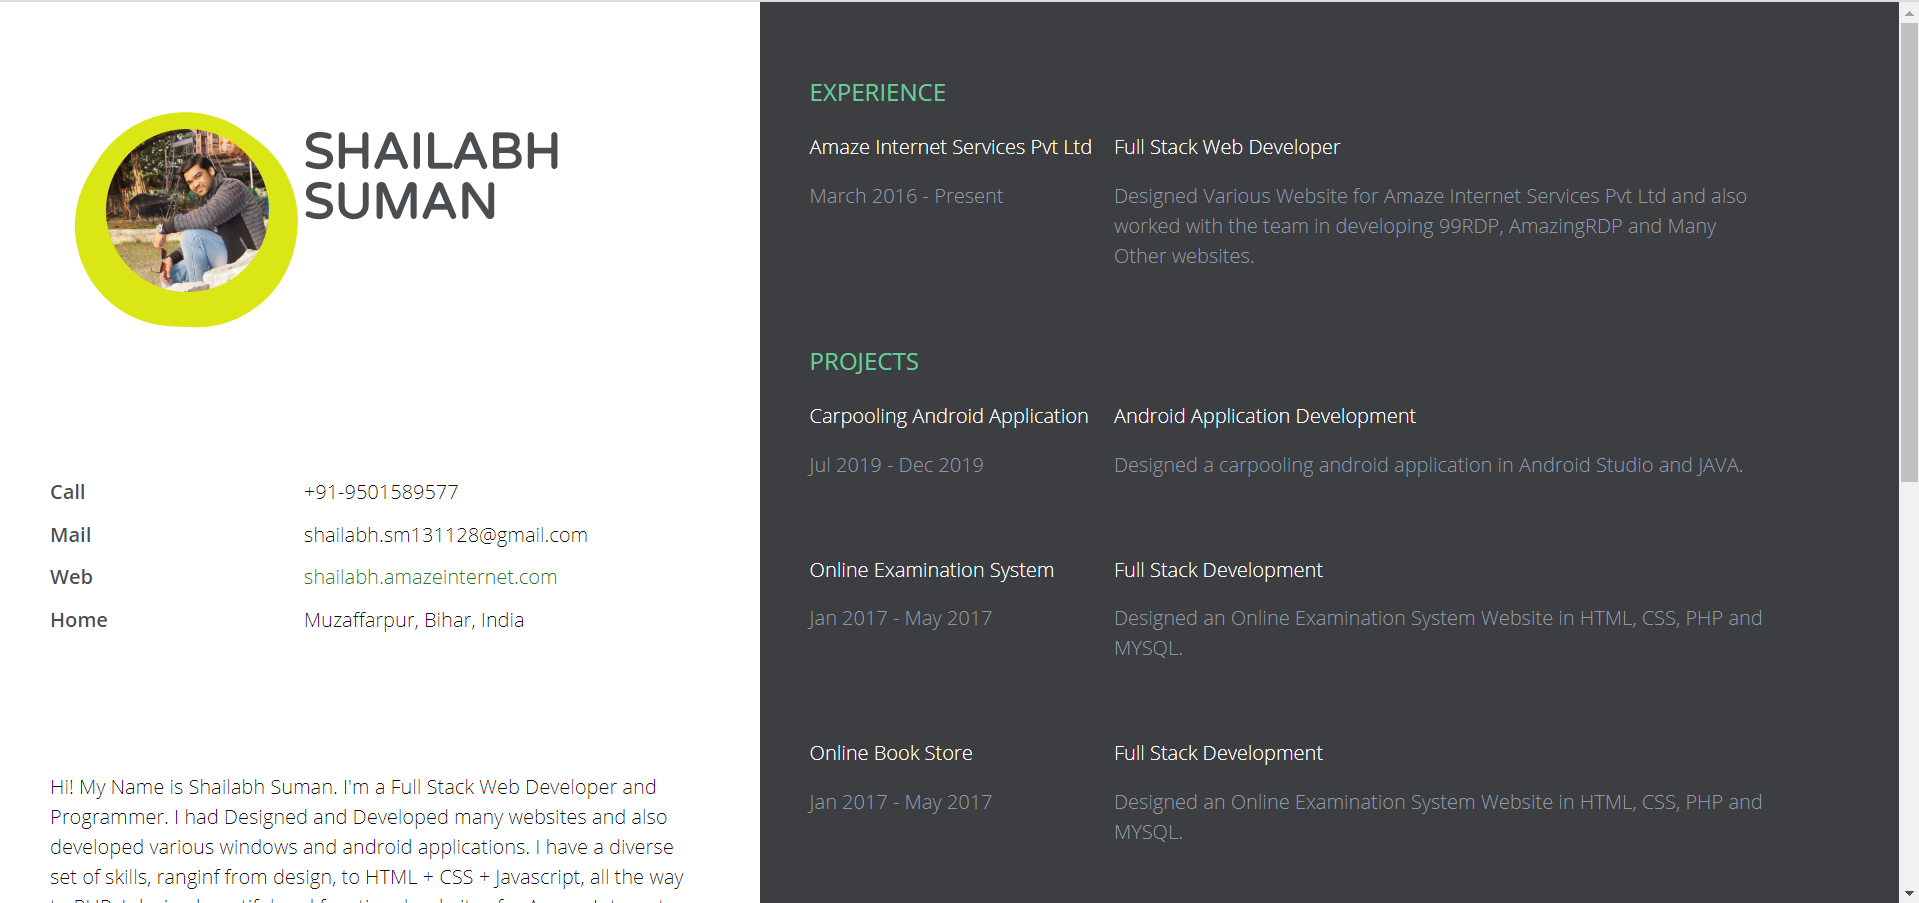 SHAILABH
SUMAN
Call +91-9501589577
Mail shailabh.sm131128@gmail.com
Web shailabh.amazeinternet.com
Home Muzaffarpur, Bihar, India
Hi! My Name is Shailabh Suman. I'm a Full Stack Web Developer and
Programmer. I had Designed and Developed many websites and also
developed various windows and android applications. I have a diverse
set of skills, ranginf from design, to HTML + CSS + Javascript, all the way
EXPERIENCE
Amaze Internet Services Pvt Ltd Full Stack Web Developer
March 2016 - Present
Designed Various Website for Amaze Internet Services Pvt Ltd and also
worked with the team in developing 99RDP, AmazingRDP and Many
Other websites.
PROJECTS
Carpooling Android Application Android Application Development
Jul 2019 - Dec 2019 Designed a carpooling android application in Android Studio and JAVA.
Online Examination System Full Stack Development
Jan 2017 - May 2017 Designed an Online Examination System Website in HTML, CSS, PHP and
MYSQL.
Online Book Store Full Stack Development
Jan 2017 - May 2017 Designed an Online Examination System Website in HTML, CSS, PHP and
MYSQL.